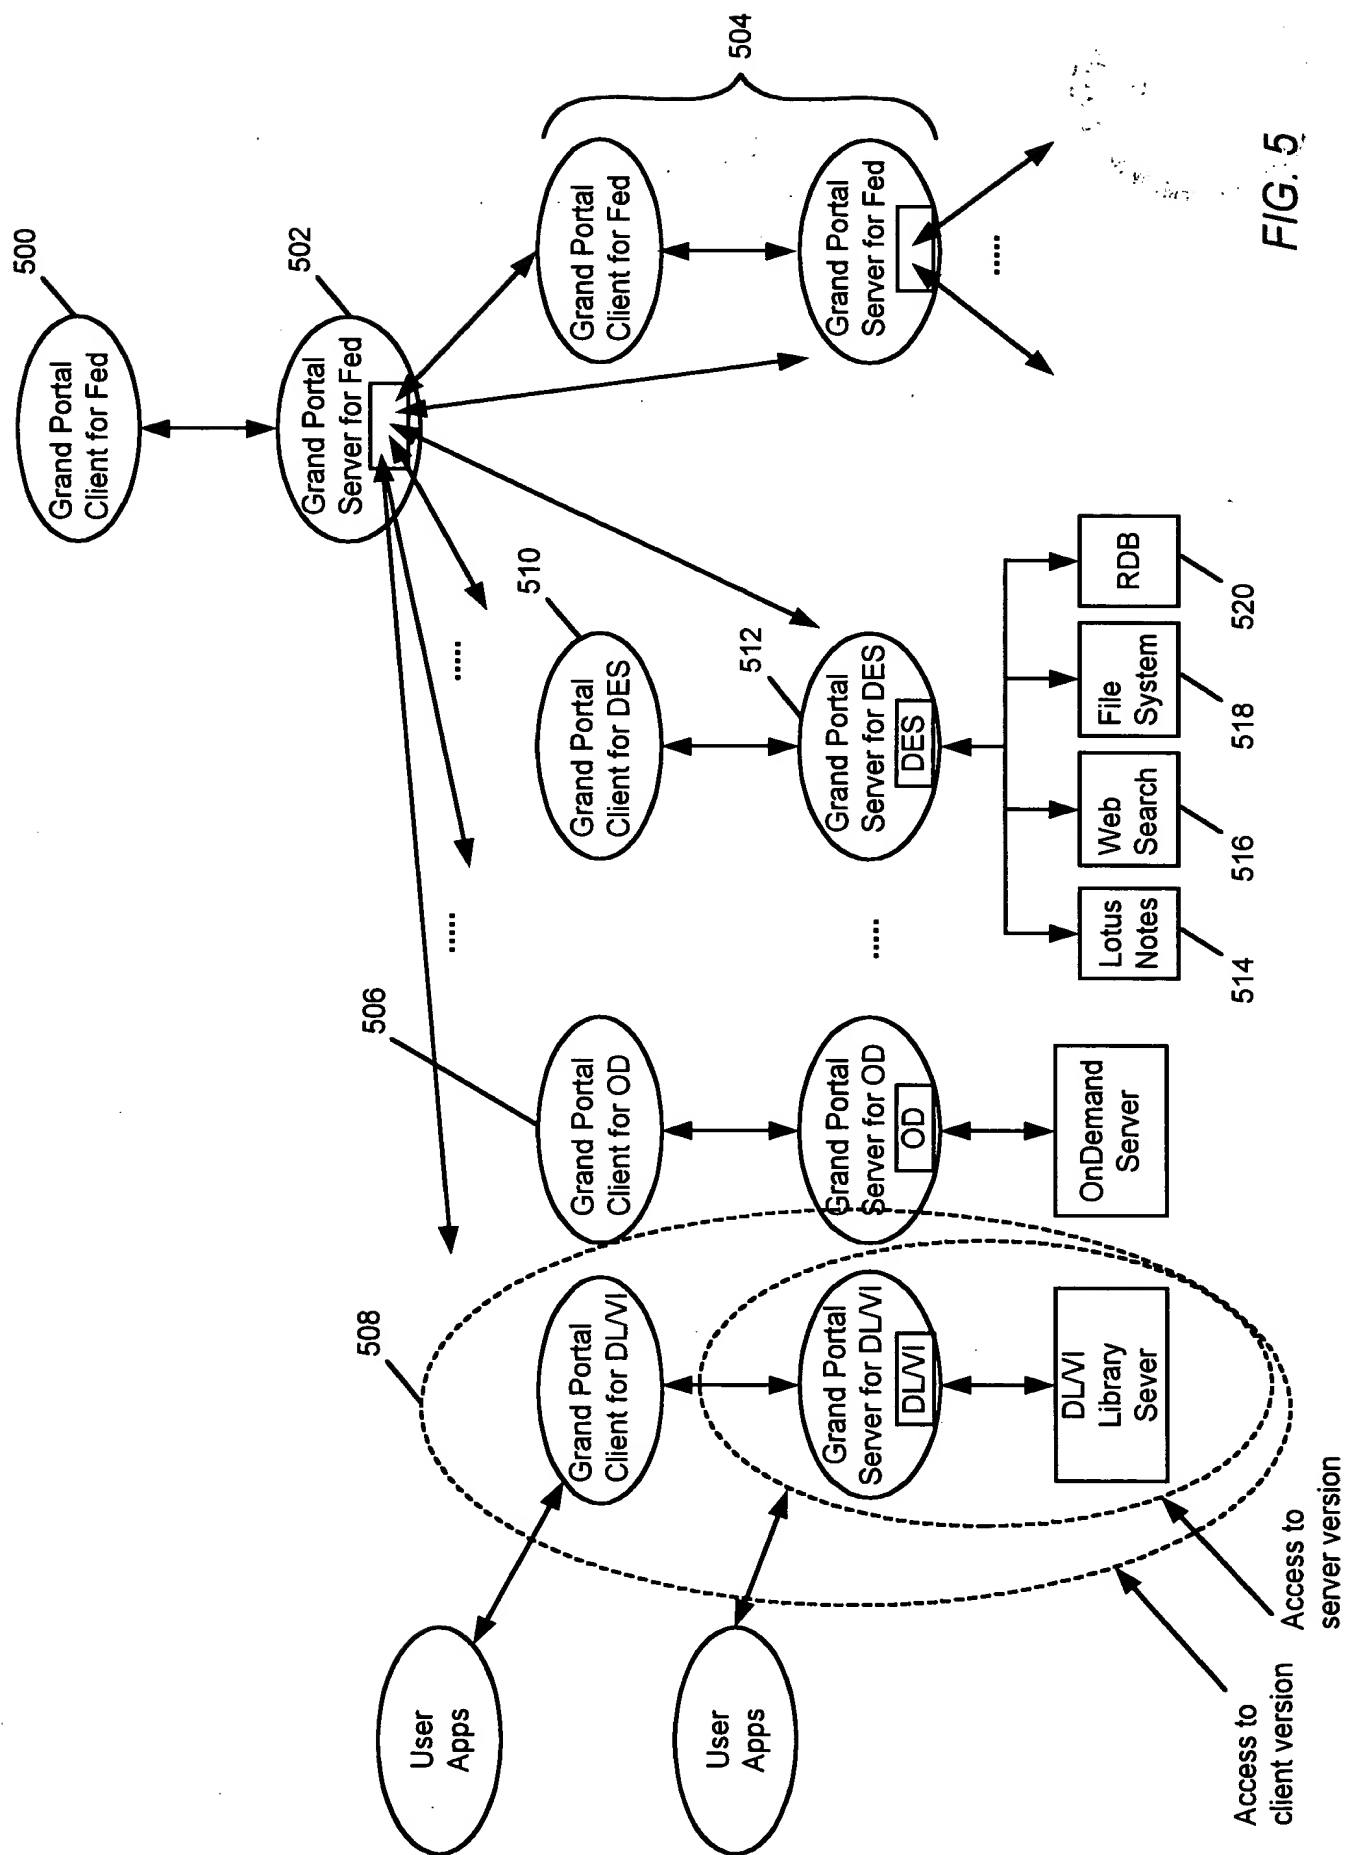 500
Grand Portal
Client for Fed
502
Grand Portal
Server for Fed
504
Grand Portal
Client for Fed
Grand Portal
Server for Fed
.....
.....
.....
510
Grand Portal
Client for DES
512
Grand Portal
Server for DES
DES
Lotus
Notes
514
Web
Search
516
File
System
518
RDB
520
.....
506
Grand Portal
Client for OD
Grand Portal
Server for OD
OD
OnDemand
Server
508
Grand Portal
Client for DL/VI
Grand Portal
Server for DL/VI
DL/VI
DL/VI
Library
Sever
User
Apps
User
Apps
Access to
client version
Access to
server version
FIG. 5